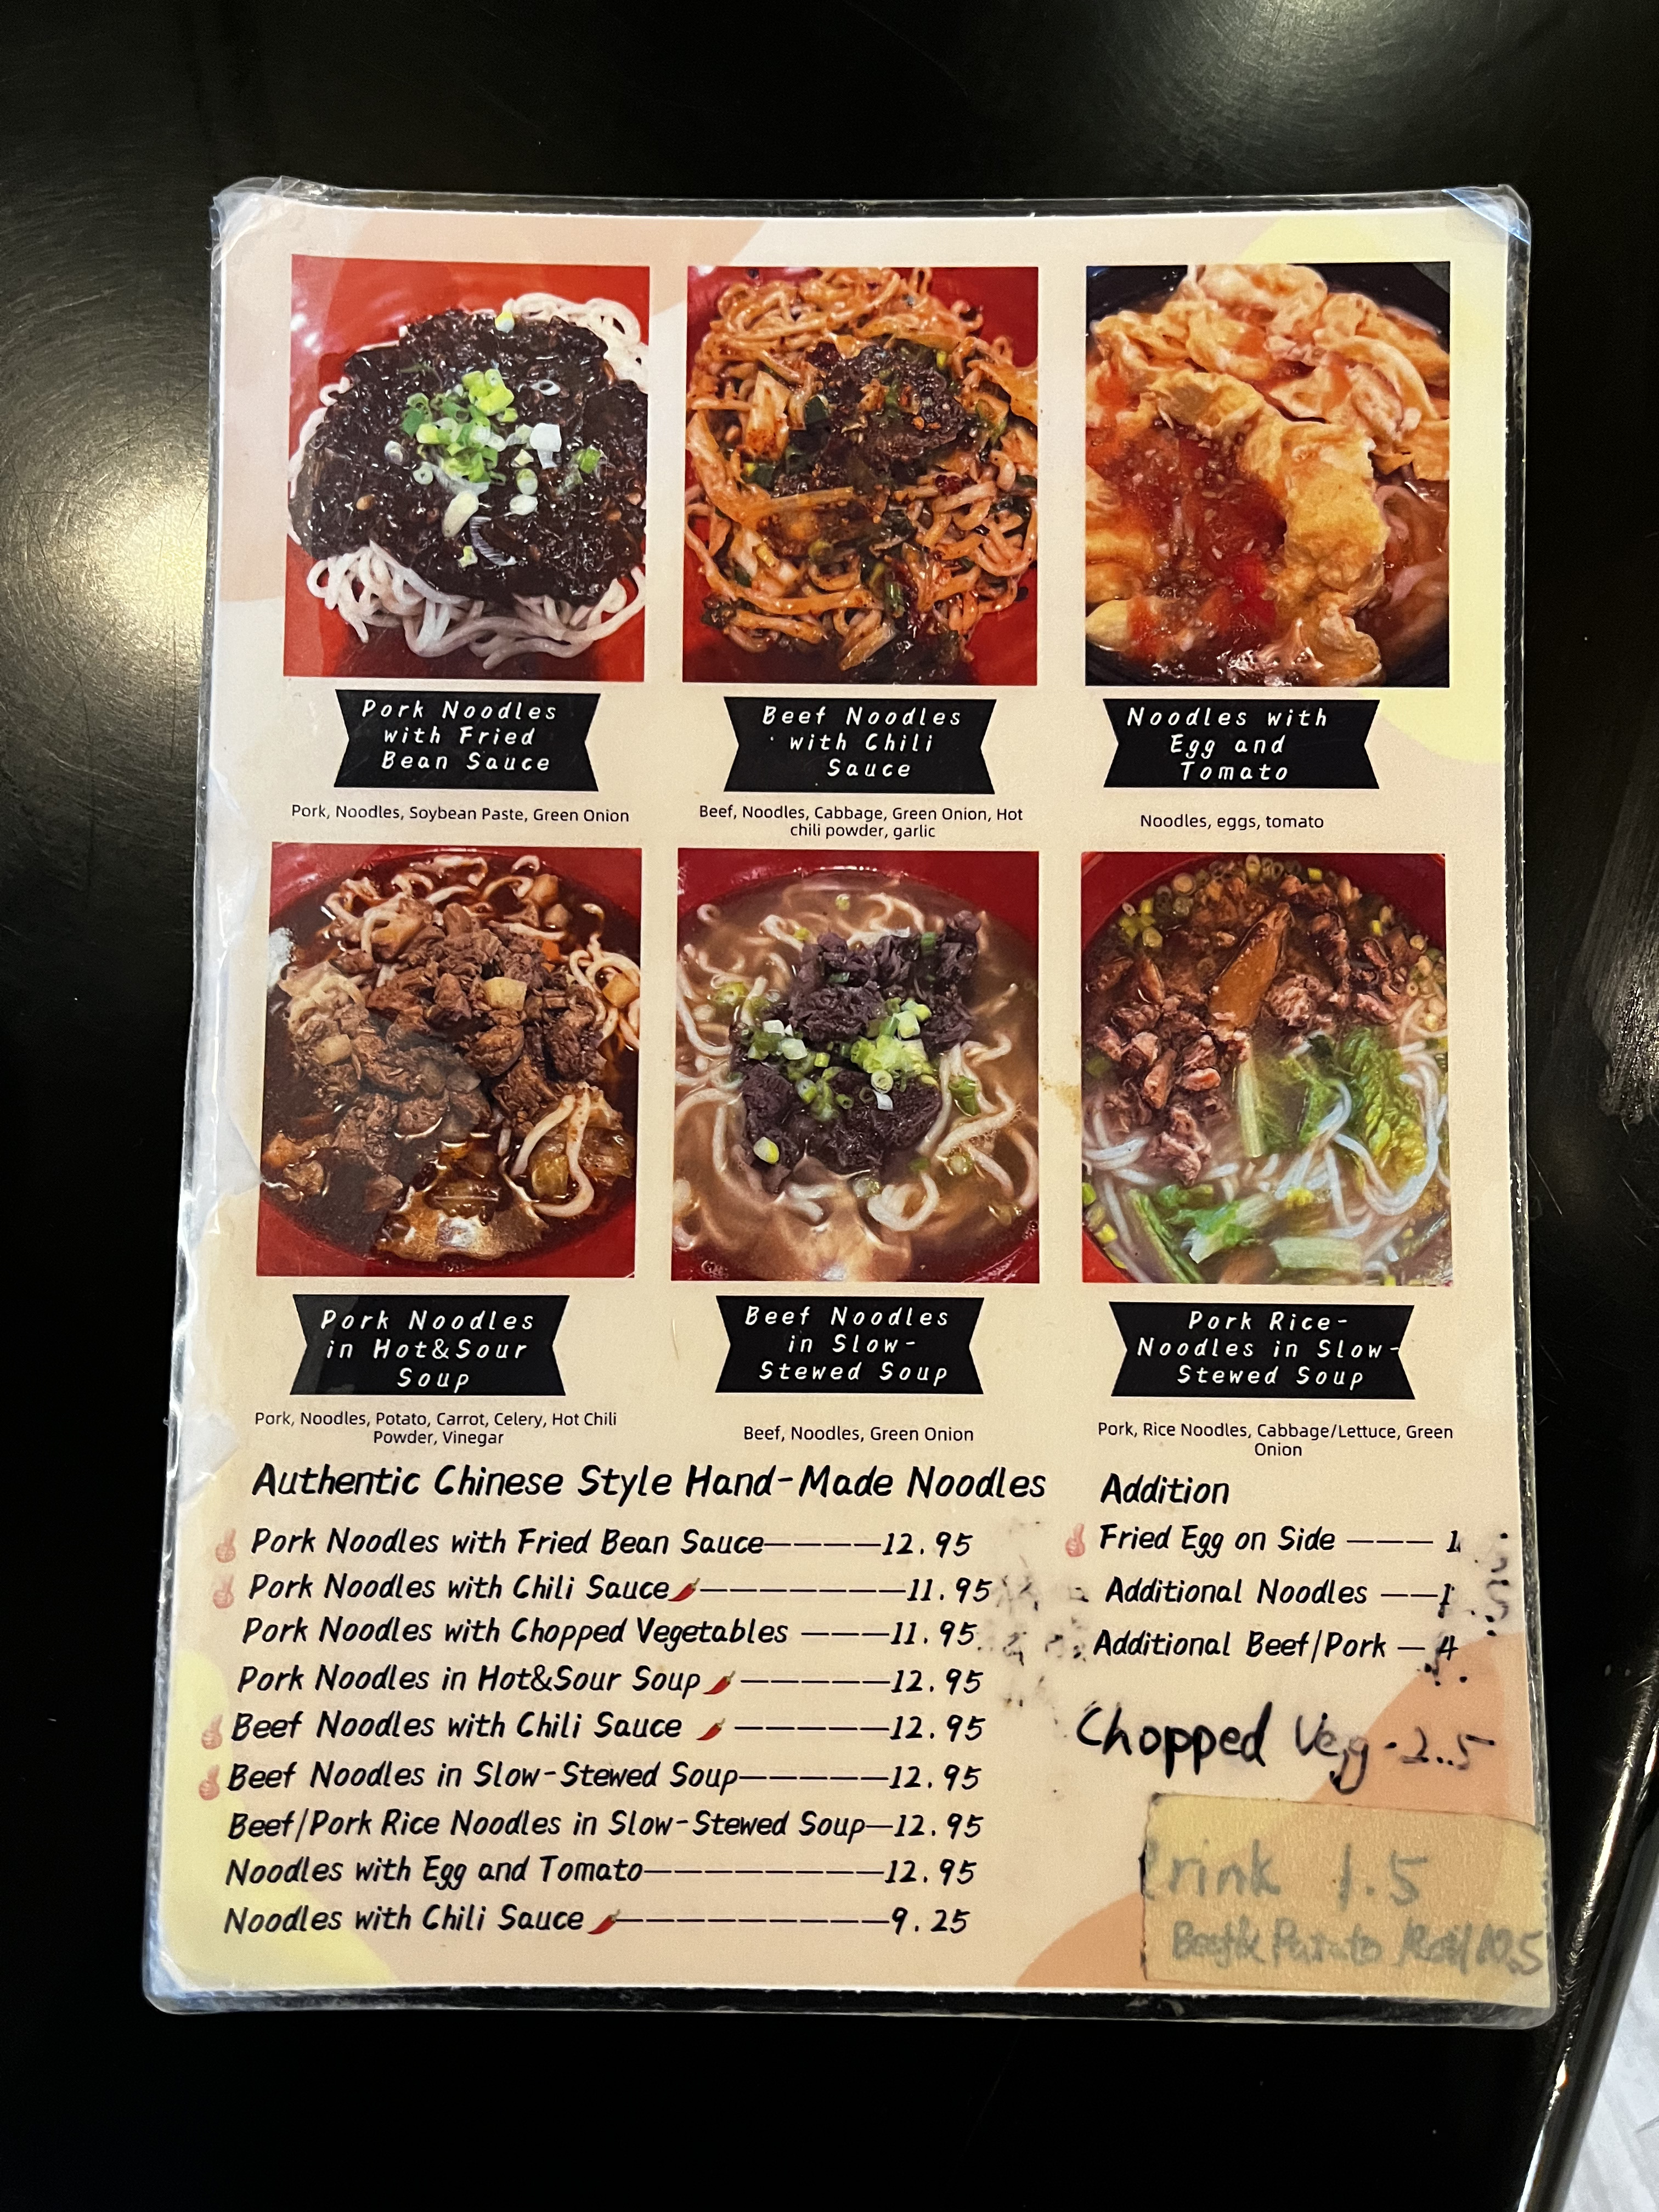 Pork Noodles
with Fried
Bean Sauce
Pork, Noodles, Soybean Paste, Green Onion
Beef Noodles
with Chili
Sauce
Beef, Noodles, Cabbage, Green Onion, Hot
chili powder, garlic
Noodles with
Egg and
Tomato
Noodles, eggs, tomato
Pork Noodles
in Hot&Sour
Soup
Pork, Noodles, Potato, Carrot, Celery, Hot Chili
Powder, Vinegar
Beef Noodles
in Slow-
Stewed Soup
Beef, Noodles, Green Onion
Pork Rice-
Noodles in Slow-
Stewed Soup
Pork, Rice Noodles, Cabbage/Lettuce, Green
Onion
Authentic Chinese Style Hand-Made Noodles
Pork Noodles with Fried Bean Sauce————12.95
Pork Noodles with Chili Sauce———————11.95
Pork Noodles with Chopped Vegetables ———11.95
Pork Noodles in Hot&Sour Soup —————12.95
Beef Noodles with Chili Sauce —————12.95
Beef Noodles in Slow-Stewed Soup—————12.95
Beef/Pork Rice Noodles in Slow-Stewed Soup—12.95
Noodles with Egg and Tomato————————12.95
Noodles with Chili Sauce—————————9.25
Addition
Fried Egg on Side ——— 1
Additional Noodles ——1
Additional Beef/Pork — 4
Chopped Veg 2.5
Drink 1.5
Beef& Potato Roll 10.5